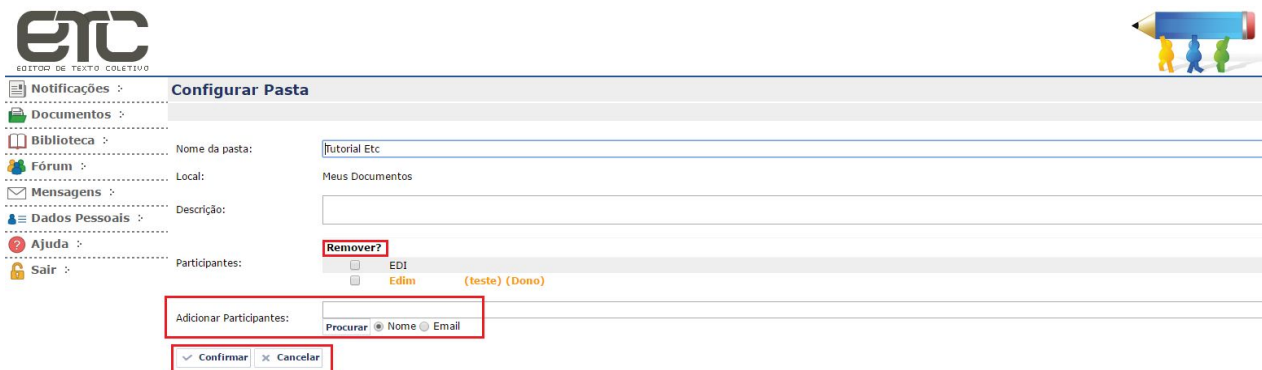 ETC
EDITOR DE TEXTO COLETIVO
Notificações
Documentos
Biblioteca
Fórum
Mensagens
Dados Pessoais
Ajuda
Sair
Configurar Pasta
Nome da pasta: Tutorial Etc
Local: Meus Documentos
Descrição:
Remover?
Participantes: EDI
Edim (teste) (Dono)
Adicionar Participantes:
Procurar Nome Email
Confirmar Cancelar